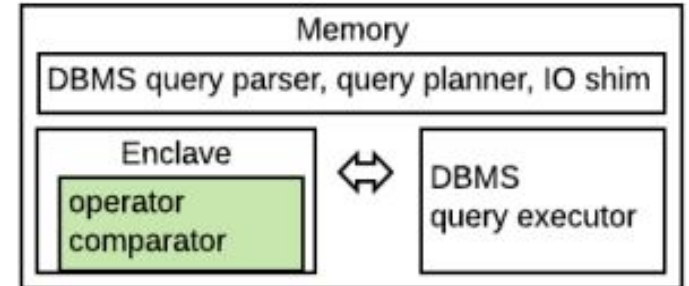 Memory
DBMS query parser, query planner, IO shim
Enclave
operator
comparator
DBMS
query executor